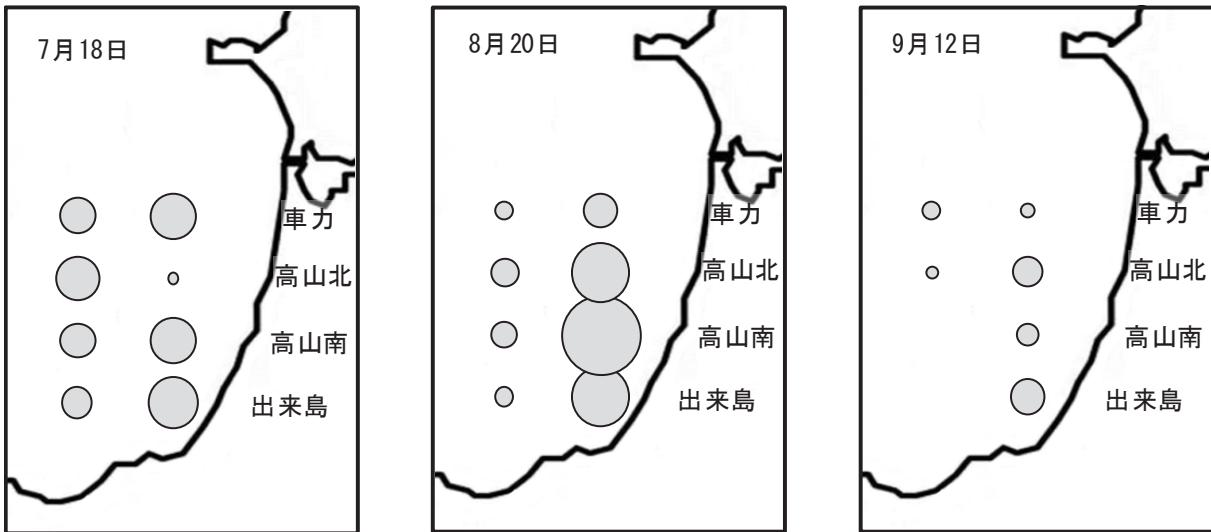 7月18日
車力
高山北
高山南
出来島
8月20日
車力
高山北
高山南
出来島
9月12日
車力
高山北
高山南
出来島